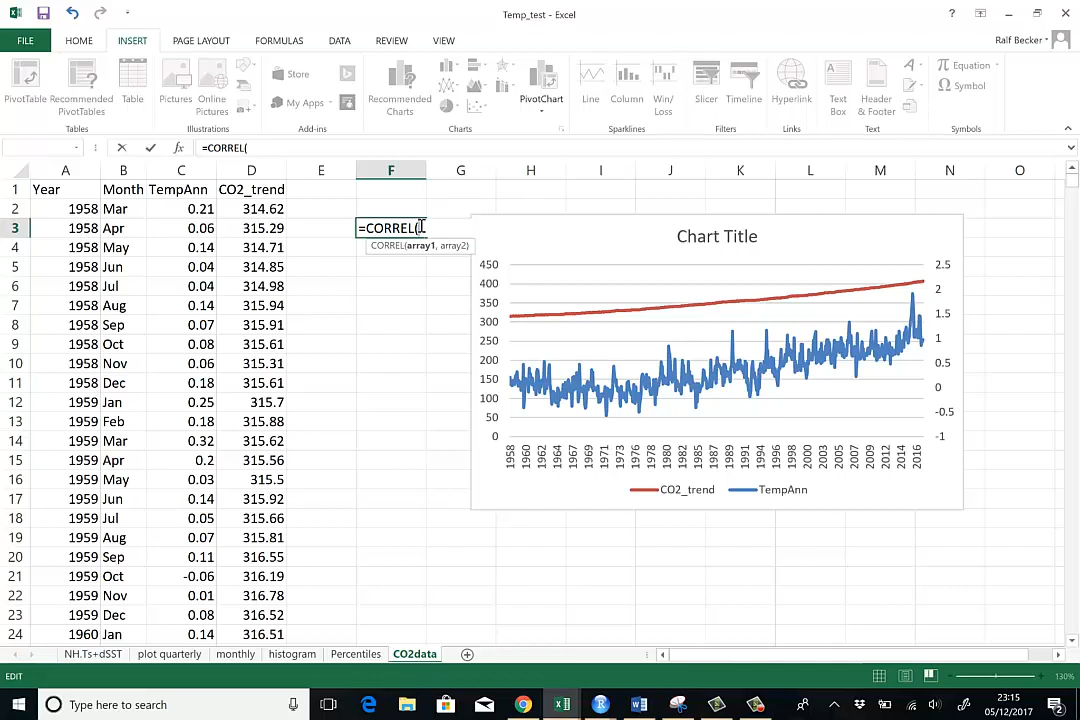 Temp_test - Excel
FILE HOME INSERT PAGE LAYOUT FORMULAS DATA REVIEW VIEW
Ralf Becker
PivotTable Recommended PivotTables Table
Pictures Online Pictures
Store
My Apps
Recommended Charts
PivotChart
Line Column Win/ Loss
Slicer Timeline
Hyperlink
Text Box Header & Footer
π Equation
Ω Symbol
Tables Illustrations Add-ins Charts Sparklines Filters Links Text Symbols
fx =CORREL(
A B C D E F G H I J K L M N O
1 Year Month TempAnn CO2_trend
2 1958 Mar 0.21 314.62
3 1958 Apr 0.06 315.29 =CORREL(
4 1958 May 0.14 314.71
CORREL(array1, array2)
5 1958 Jun 0.04 314.85
6 1958 Jul 0.04 314.98
7 1958 Aug 0.14 315.94
8 1958 Sep 0.07 315.91
9 1958 Oct 0.08 315.61
10 1958 Nov 0.06 315.31
11 1958 Dec 0.18 315.61
12 1959 Jan 0.25 315.7
13 1959 Feb 0.18 315.88
14 1959 Mar 0.32 315.62
15 1959 Apr 0.2 315.56
16 1959 May 0.03 315.5
17 1959 Jun 0.14 315.92
18 1959 Jul 0.05 315.66
19 1959 Aug 0.07 315.81
20 1959 Sep 0.11 316.55
21 1959 Oct -0.06 316.19
22 1959 Nov 0.01 316.78
23 1959 Dec 0.08 316.52
24 1960 Jan 0.14 316.51
Chart Title
450 2.5
400 2
350 1.5
300
250 1
200 0.5
150 0
100
50 -0.5
0 -1
1958 1960 1962 1964 1967 1969 1971 1973 1976 1978 1980 1982 1985 1987 1989 1991 1994 1996 1998 2000 2003 2005 2007 2009 2012 2014 2016
CO2_trend TempAnn
NH.Ts+dSST plot quarterly monthly histogram Percentiles CO2data
EDIT
130%
Type here to search
23:15
05/12/2017
2